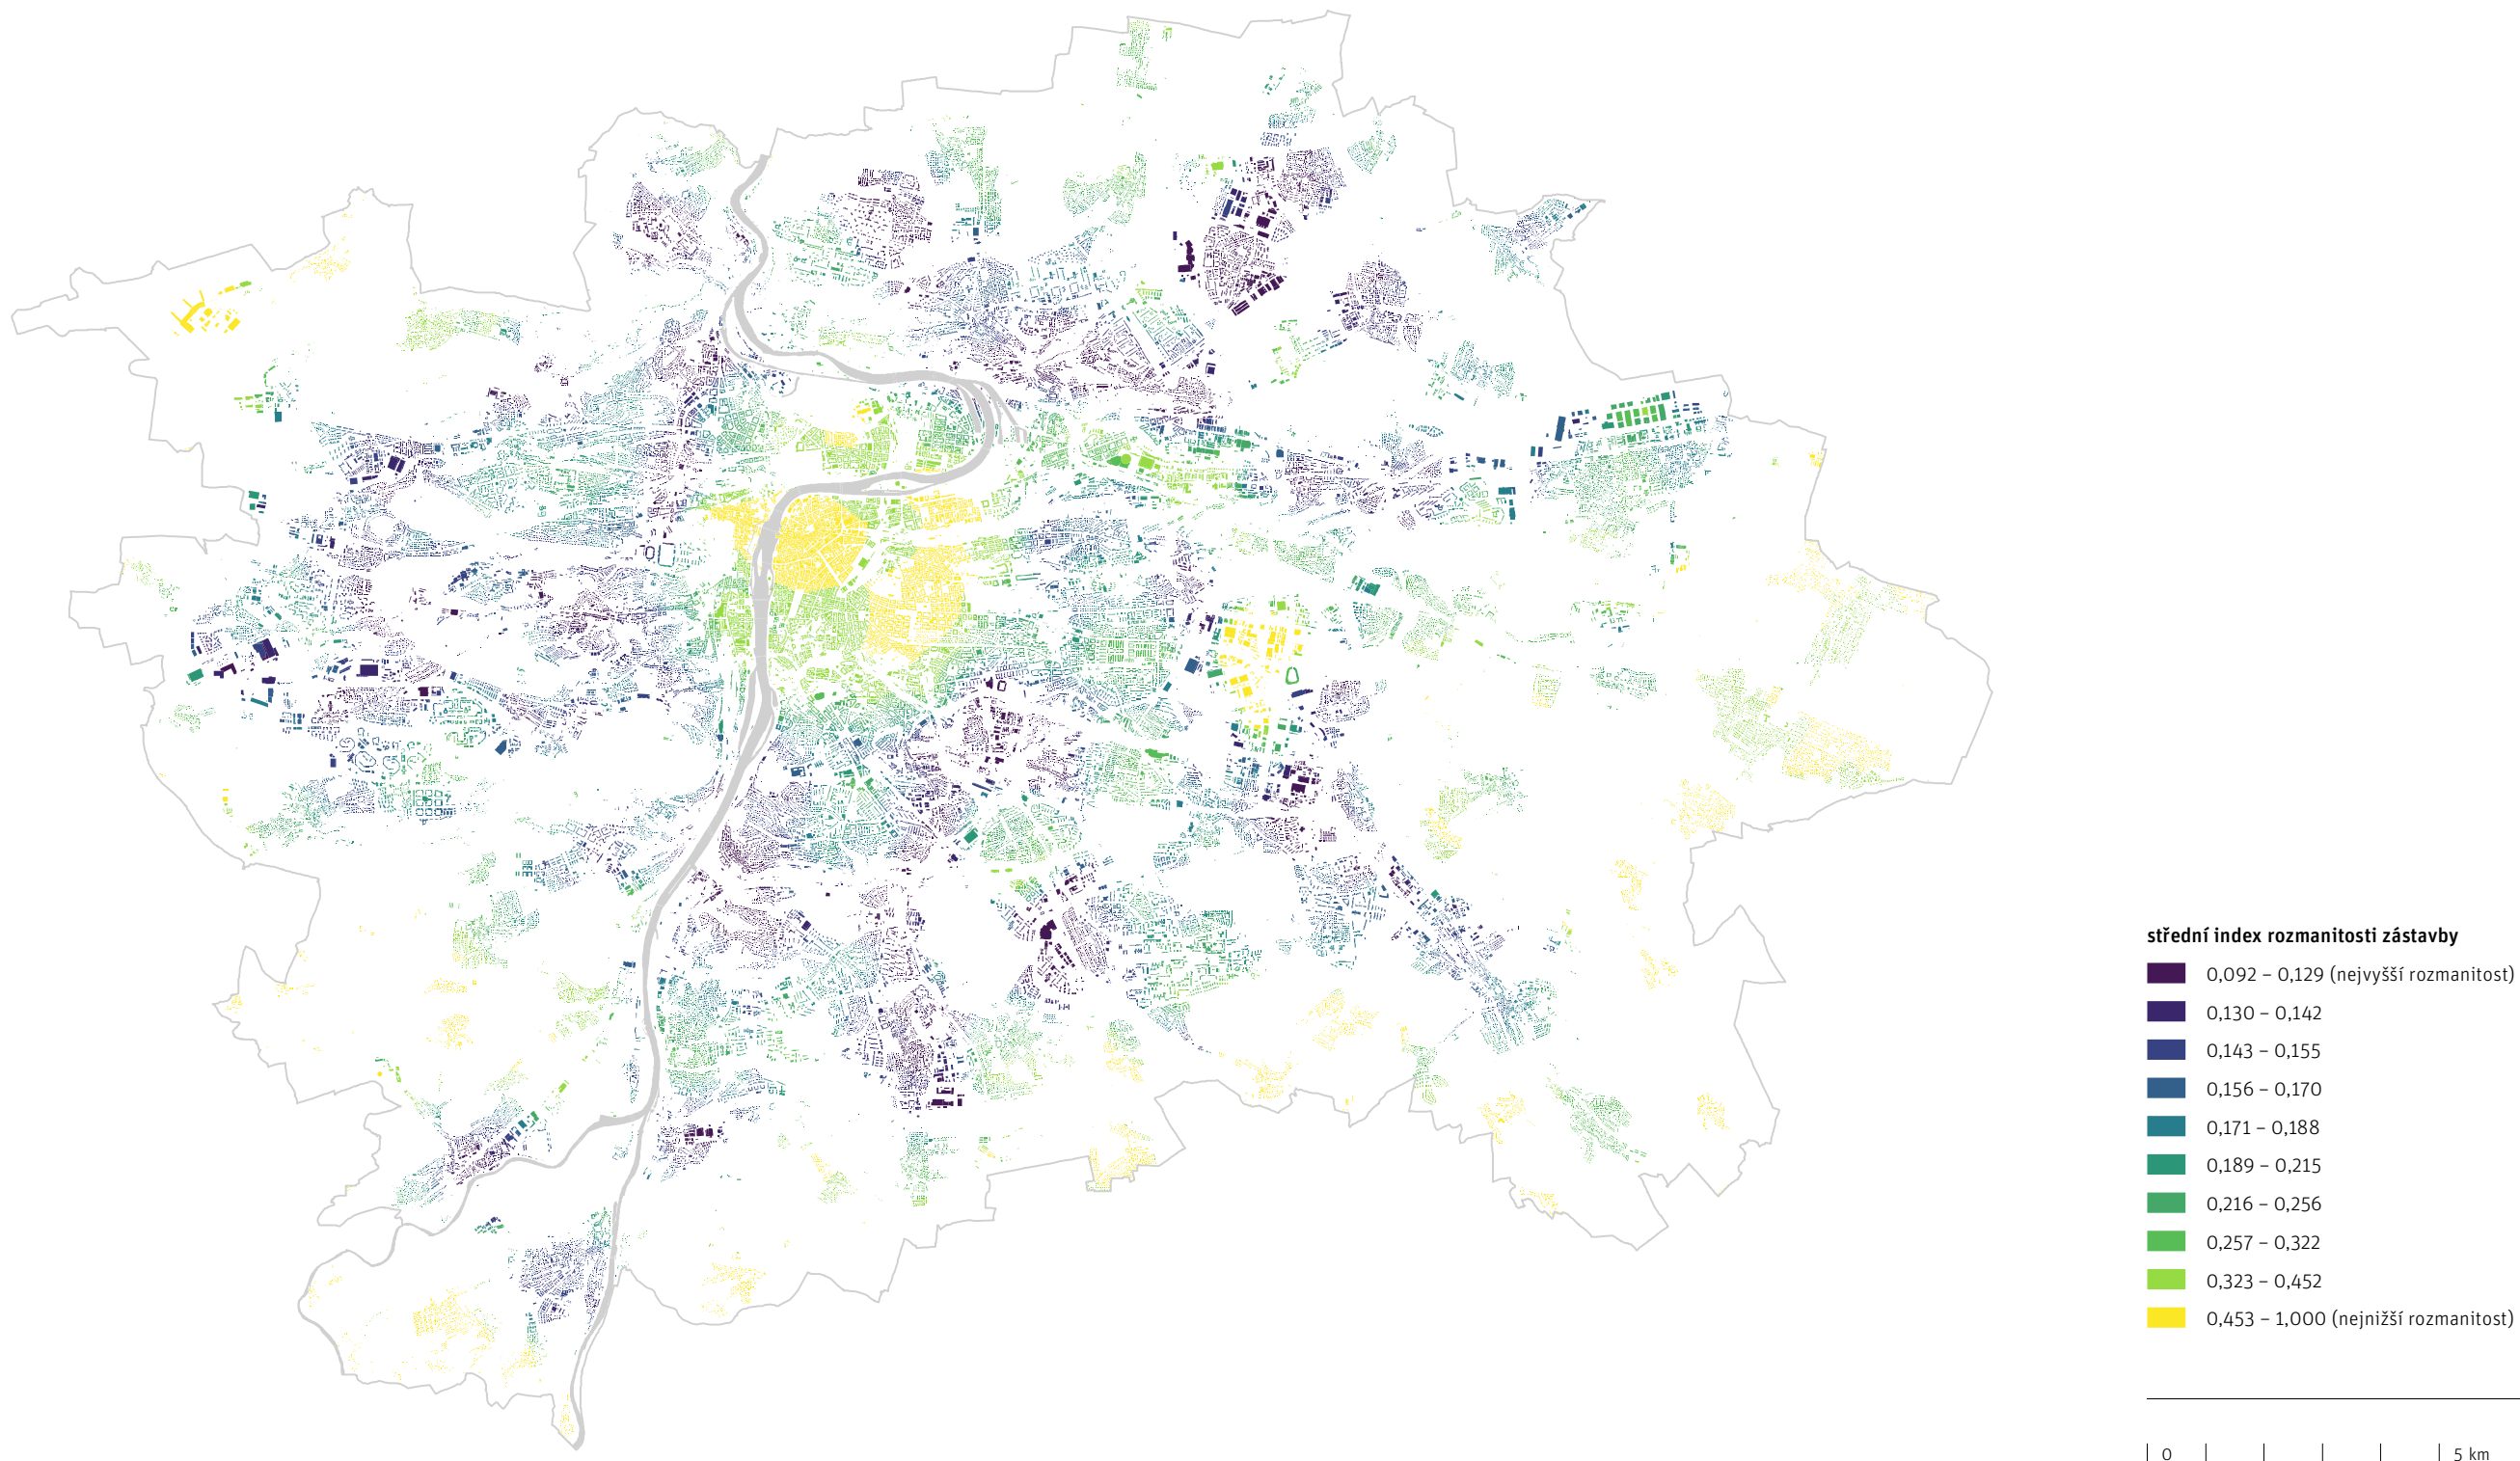 střední index rozmanitosti zástavby
0,092 – 0,129 (nejvyšší rozmanitost)
0,130 – 0,142
0,143 – 0,155
0,156 – 0,170
0,171 – 0,188
0,189 – 0,215
0,216 – 0,256
0,257 – 0,322
0,323 – 0,452
0,453 – 1,000 (nejnižší rozmanitost)
0 5 km